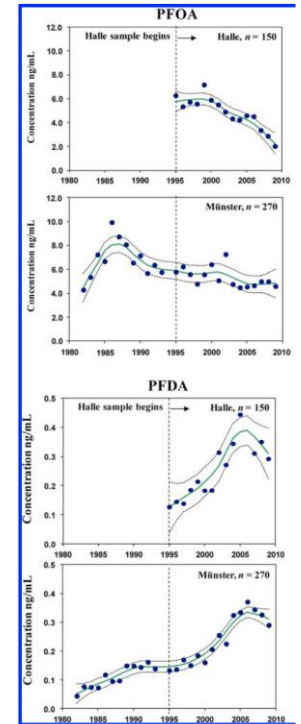 PFOA
Halle sample begins → Halle, n = 150
Concentration ng/mL
12.0
10.0
8.0
6.0
4.0
2.0
0.0
1980 1985 1990 1995 2000 2005 2010
Münster, n = 270
Concentration ng/mL
12.0
10.0
8.0
6.0
4.0
2.0
0.0
1980 1985 1990 1995 2000 2005 2010
PFDA
Halle sample begins → Halle, n = 150
Concentration ng/mL
0.5
0.4
0.3
0.2
0.1
0
1980 1985 1990 1995 2000 2005 2010
Münster, n = 270
Concentration ng/mL
0.5
0.4
0.3
0.2
0.1
0
1980 1985 1990 1995 2000 2005 2010